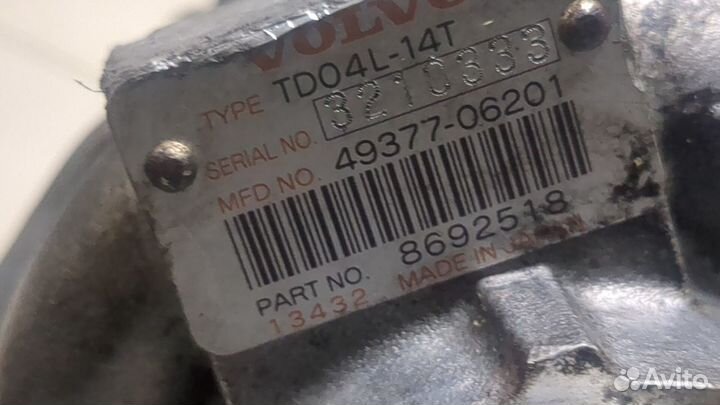 VOLVO
TYPE TD04L-14T
SERIAL NO. 3210333
MFD NO. 49377-06201
PART NO. 8692518
13432 MADE IN JAPAN
Avito